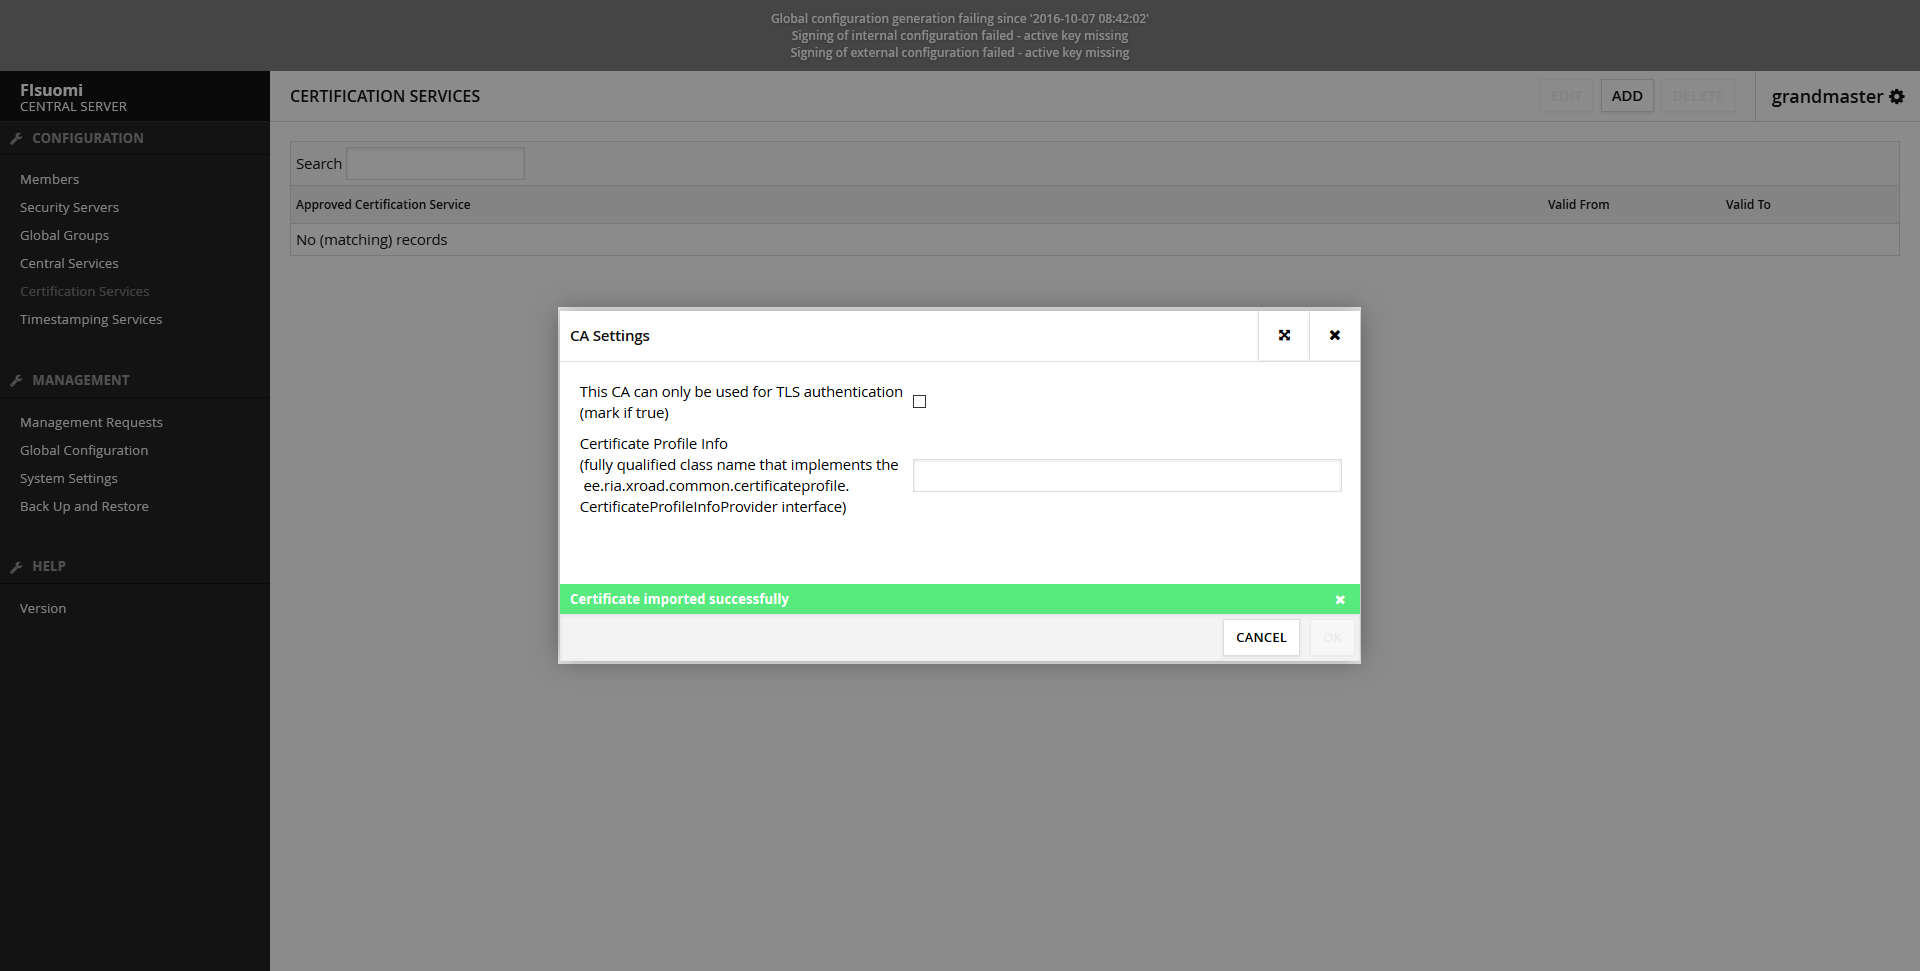 Global configuration generation failing since '2016-10-07 08:42:02'
Signing of internal configuration failed - active key missing
Signing of external configuration failed - active key missing
FIsuomi
CENTRAL SERVER
CERTIFICATION SERVICES
EDIT
ADD
DELETE
grandmaster
CONFIGURATION
Members
Security Servers
Global Groups
Central Services
Certification Services
Timestamping Services
MANAGEMENT
Management Requests
Global Configuration
System Settings
Back Up and Restore
HELP
Version
Search
Approved Certification Service
Valid From
Valid To
No (matching) records
CA Settings
This CA can only be used for TLS authentication
(mark if true)
Certificate Profile Info
(fully qualified class name that implements the
ee.ria.xroad.common.certificateprofile.
CertificateProfileInfoProvider interface)
Certificate imported successfully
CANCEL
OK